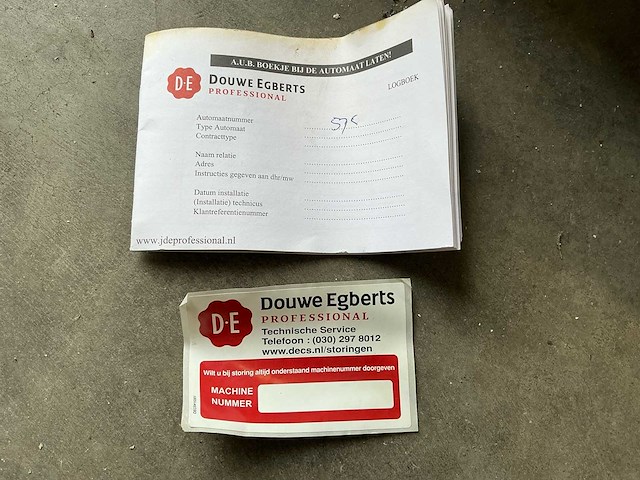 A.U.B. BOEKJE BIJ DE AUTOMAAT LATEN!
D·E DOUWE EGBERTS
PROFESSIONAL
LOGBOEK
Automaatnummer
Type Automaat
Contracttype
Naam relatie
Adres
Instructies gegeven aan dhr/mw
Datum installatie
(Installatie) technicus
Klantreferentienummer
www.jdeprofessional.nl
D·E Douwe Egberts
PROFESSIONAL
Technische Service
Telefoon : (030) 297 8012
www.decs.nl/storingen
Wilt u bij storing altijd onderstaand machinenummer doorgeven
MACHINE
NUMMER